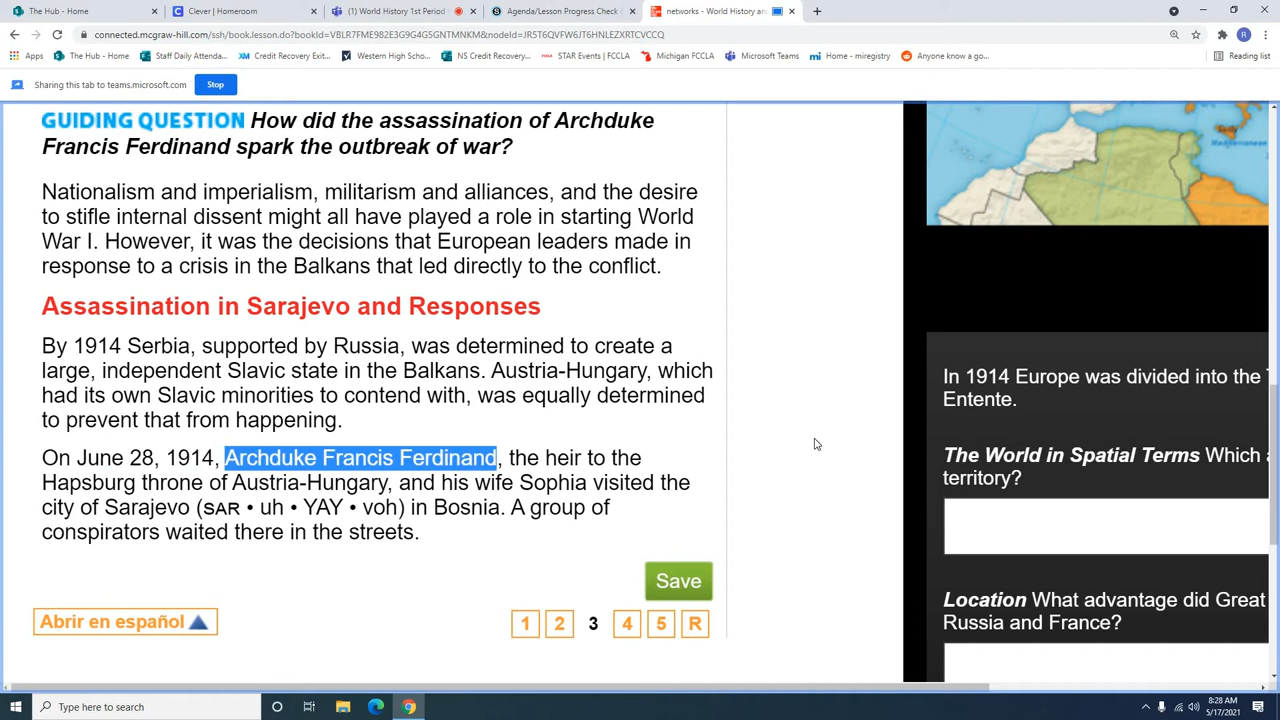 The Hub - Home
Clever | Homeroom
(1) World History 1st Period
Agenda/Lesson Progress Check &
networks - World History and
connected.mcgraw-hill.com/ssh/book.lesson.do?bookId=VBLR7FME982E3G9G4G5GNTMNKM&nodeId=JR5T6QVFW6JT6HNLEZXRTCVCCQ
Apps
The Hub - Home
Staff Daily Attendan...
Credit Recovery Exit...
Western High Schoo...
NS Credit Recovery...
STAR Events | FCCLA
Michigan FCCLA
Microsoft Teams
Home - miregistry
Anyone know a go...
Reading list
Sharing this tab to teams.microsoft.com
Stop
GUIDING QUESTION How did the assassination of Archduke
Francis Ferdinand spark the outbreak of war?
Nationalism and imperialism, militarism and alliances, and the desire
to stifle internal dissent might all have played a role in starting World
War I. However, it was the decisions that European leaders made in
response to a crisis in the Balkans that led directly to the conflict.
Assassination in Sarajevo and Responses
By 1914 Serbia, supported by Russia, was determined to create a
large, independent Slavic state in the Balkans. Austria-Hungary, which
had its own Slavic minorities to contend with, was equally determined
to prevent that from happening.
On June 28, 1914, Archduke Francis Ferdinand, the heir to the
Hapsburg throne of Austria-Hungary, and his wife Sophia visited the
city of Sarajevo (SAR • uh • YAY • voh) in Bosnia. A group of
conspirators waited there in the streets.
Save
Abrir en español
1 2 3 4 5 R
Mediterranean
In 1914 Europe was divided into the
Entente.
The World in Spatial Terms Which
territory?
Location What advantage did Great
Russia and France?
Type here to search
8:28 AM
5/17/2021